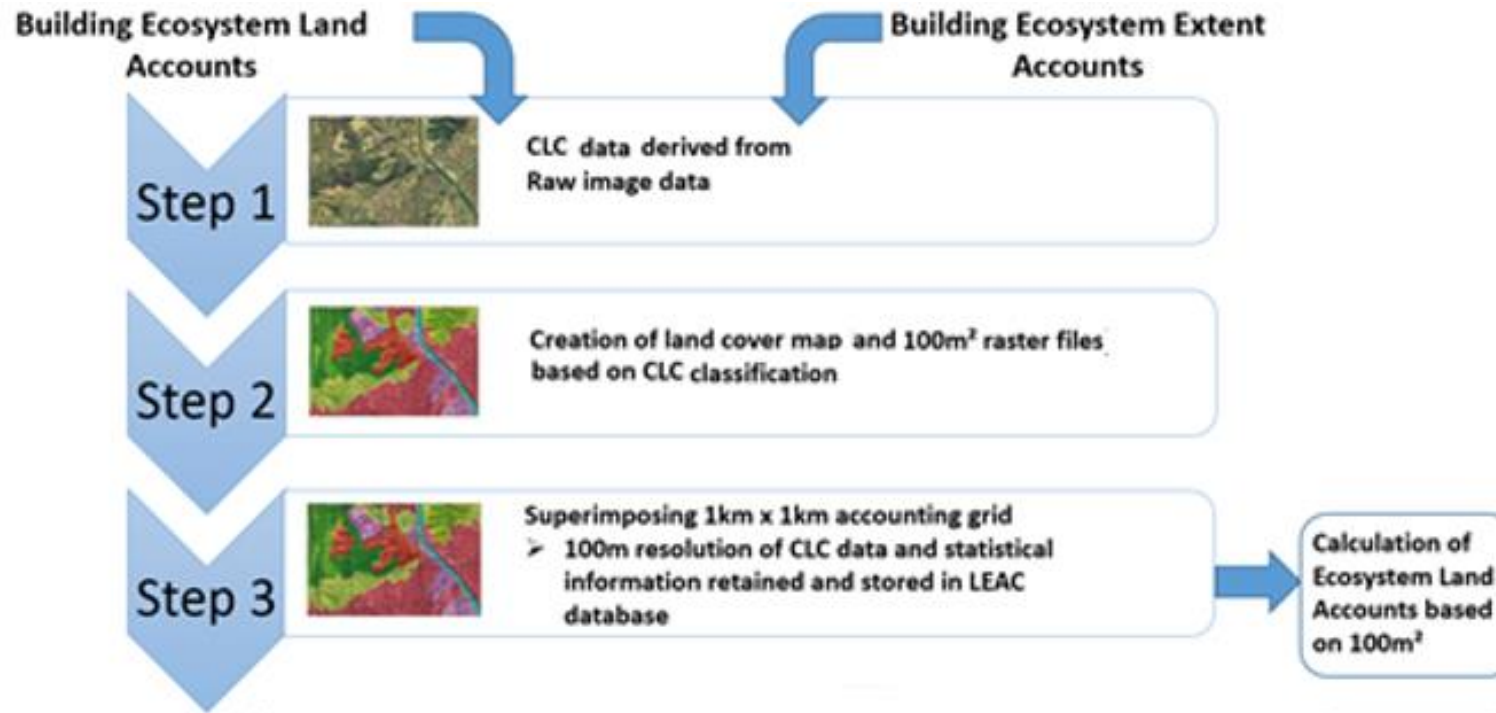 Building Ecosystem Land
Accounts
Building Ecosystem Extent
Accounts
Step 1
CLC data derived from
Raw image data
Step 2
Creation of land cover map and 100m² raster files
based on CLC classification
Step 3
Superimposing 1km x 1km accounting grid
➤ 100m resolution of CLC data and statistical
information retained and stored in LEAC
database
Calculation of
Ecosystem Land
Accounts based
on 100m²